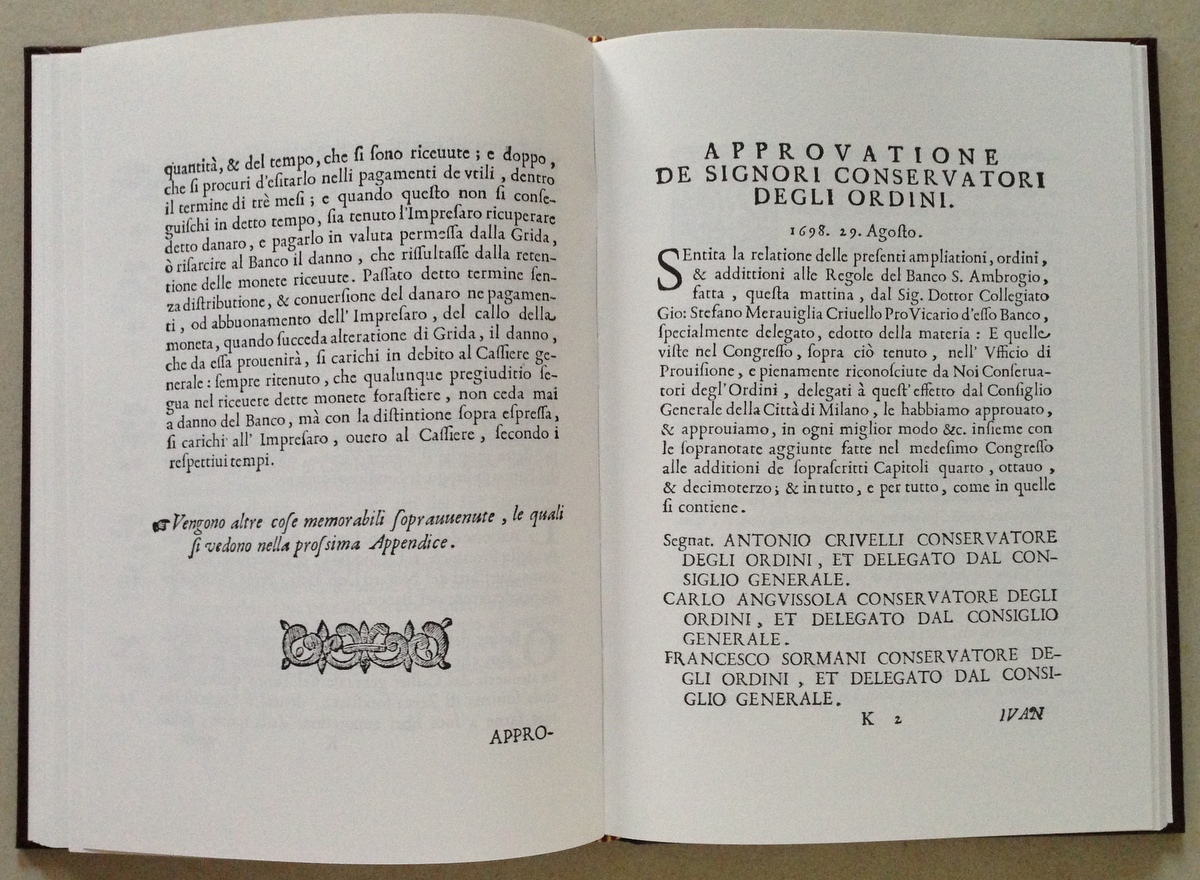 quantità, & del tempo, che ſi ſono riceuute ; e doppo,
che ſi procuri d'eſitarlo nelli pagamenti de vtili , dentro
il termine di trè meſi ; e quando queſto non ſi conſe-
guiſchi in detto tempo, ſia tenuto l'Impreſaro ricuperare
detto danaro, e pagarlo in valuta permeſſa dalla Grida,
ò riſarcire al Banco il danno , che riſſultaſſe dalla reten-
tione delle monete riceuute. Paſſato detto termine ſen-
za diſtributione, & conuerſione del danaro ne pagamen-
ti , od abbuonamento dell' Impreſaro , del callo della
moneta, quando ſucceda alteratione di Grida, il danno,
che da eſſa prouenirà, ſi carichi in debito al Caſſiere ge-
nerale : ſempre ritenuto , che qualunque pregiuditio ſe-
gua nel riceuere dette monete foraſtiere , non ceda mai
a danno del Banco, mà con la diſtintione ſopra eſpreſſa,
ſi carichi all' Impreſaro , ouero al Caſſiere , ſecondo i
reſpettiui tempi.
☛ Vengono altre coſe memorabili ſoprauuenute , le quali
ſi vedono nella proſsima Appendice .
APPRO-
APPROVATIONE
DE SIGNORI CONSERVATORI
DEGLI ORDINI.
1698. 29. Agoſto.
SEntita la relatione delle preſenti ampliationi, ordini ,
& addittioni alle Regole del Banco S. Ambrogio,
fatta , queſta mattina , dal Sig. Dottor Collegiato
Gio: Stefano Merauiglia Criuello ProVicario d'eſſo Banco,
ſpecialmente delegato, edotto della materia : E quelle
viſte nel Congreſſo , ſopra ciò tenuto , nell' Vfficio di
Prouiſione, e pienamente riconoſciute da Noi Conſerua-
tori degl'Ordini , delegati à queſt' effetto dal Conſiglio
Generale della Città di Milano , le habbiamo approuato,
& approuiamo, in ogni miglior modo &c. inſieme con
le ſopranotate aggiunte fatte nel medeſimo Congreſſo
alle additioni de ſopraſcritti Capitoli quarto , ottauo ,
& decimoterzo ; & in tutto, e per tutto, come in quelle
ſi contiene .
Segnat. ANTONIO CRIVELLI CONSERVATORE
DEGLI ORDINI , ET DELEGATO DAL CON-
SIGLIO GENERALE.
CARLO ANGVISSOLA CONSERVATORE DEGLI
ORDINI , ET DELEGATO DAL CONSIGLIO
GENERALE.
FRANCESCO SORMANI CONSERVATORE DE-
GLI ORDINI , ET DELEGATO DAL CONSI-
GLIO GENERALE.
K 2 IVAN